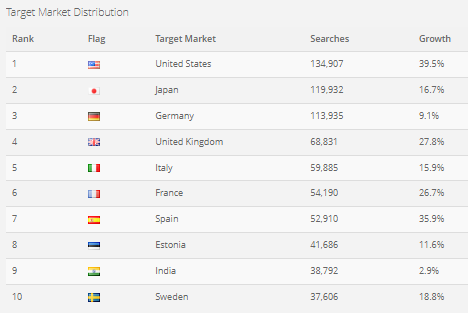 Target Market Distribution
Rank Flag Target Market Searches Growth
1 United States 134,907 39.5%
2 Japan 119,932 16.7%
3 Germany 113,935 9.1%
4 United Kingdom 68,831 27.8%
5 Italy 59,885 15.9%
6 France 54,190 26.7%
7 Spain 52,910 35.9%
8 Estonia 41,686 11.6%
9 India 38,792 2.9%
10 Sweden 37,606 18.8%